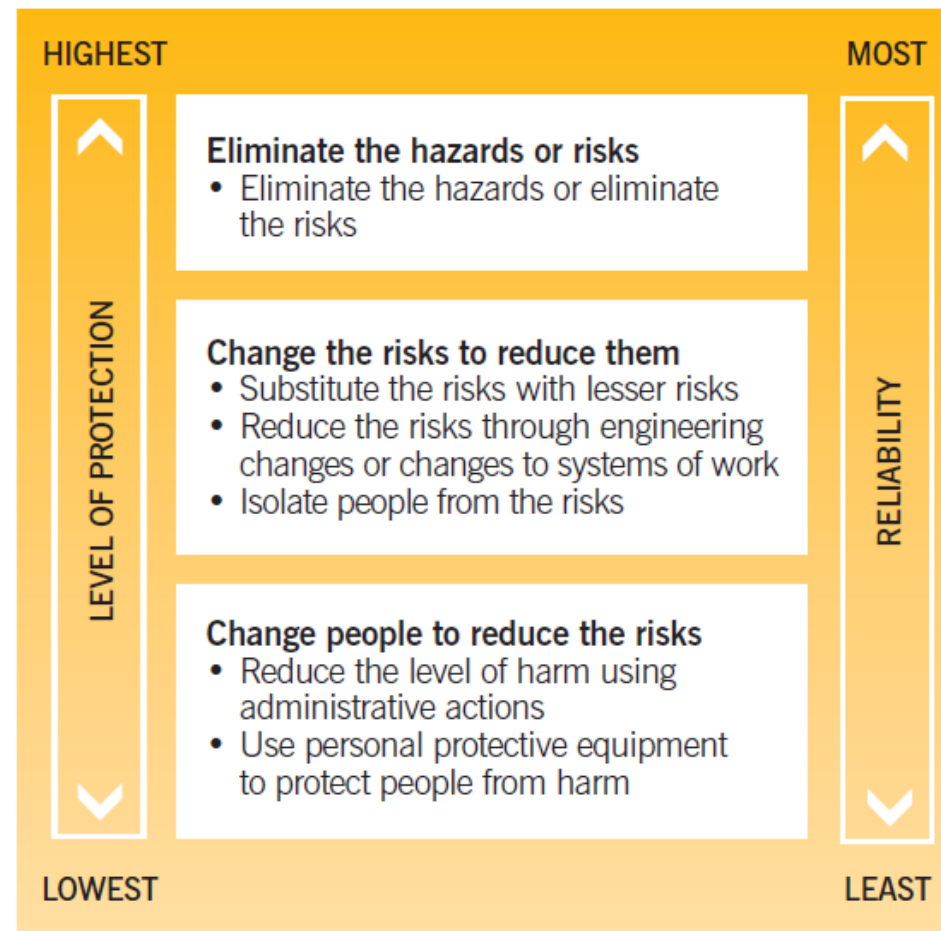 HIGHEST
MOST
LEVEL OF PROTECTION
Eliminate the hazards or risks
• Eliminate the hazards or eliminate
the risks
Change the risks to reduce them
• Substitute the risks with lesser risks
• Reduce the risks through engineering
changes or changes to systems of work
• Isolate people from the risks
Change people to reduce the risks
• Reduce the level of harm using
administrative actions
• Use personal protective equipment
to protect people from harm
RELIABILITY
LOWEST
LEAST